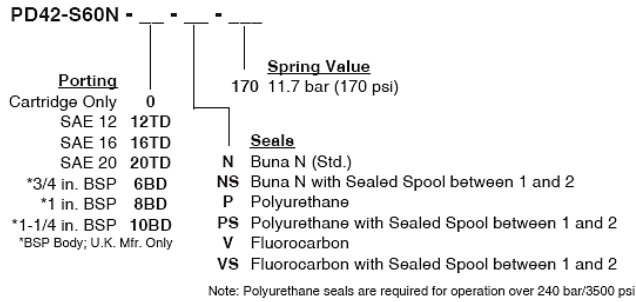 PD42-S60N - __ - __ - ___
Spring Value
170 11.7 bar (170 psi)
Porting
Cartridge Only 0
SAE 12 12TD
SAE 16 16TD
SAE 20 20TD
*3/4 in. BSP 6BD
*1 in. BSP 8BD
*1-1/4 in. BSP 10BD
*BSP Body; U.K. Mfr. Only
Seals
N Buna N (Std.)
NS Buna N with Sealed Spool between 1 and 2
P Polyurethane
PS Polyurethane with Sealed Spool between 1 and 2
V Fluorocarbon
VS Fluorocarbon with Sealed Spool between 1 and 2
Note: Polyurethane seals are required for operation over 240 bar/3500 psi